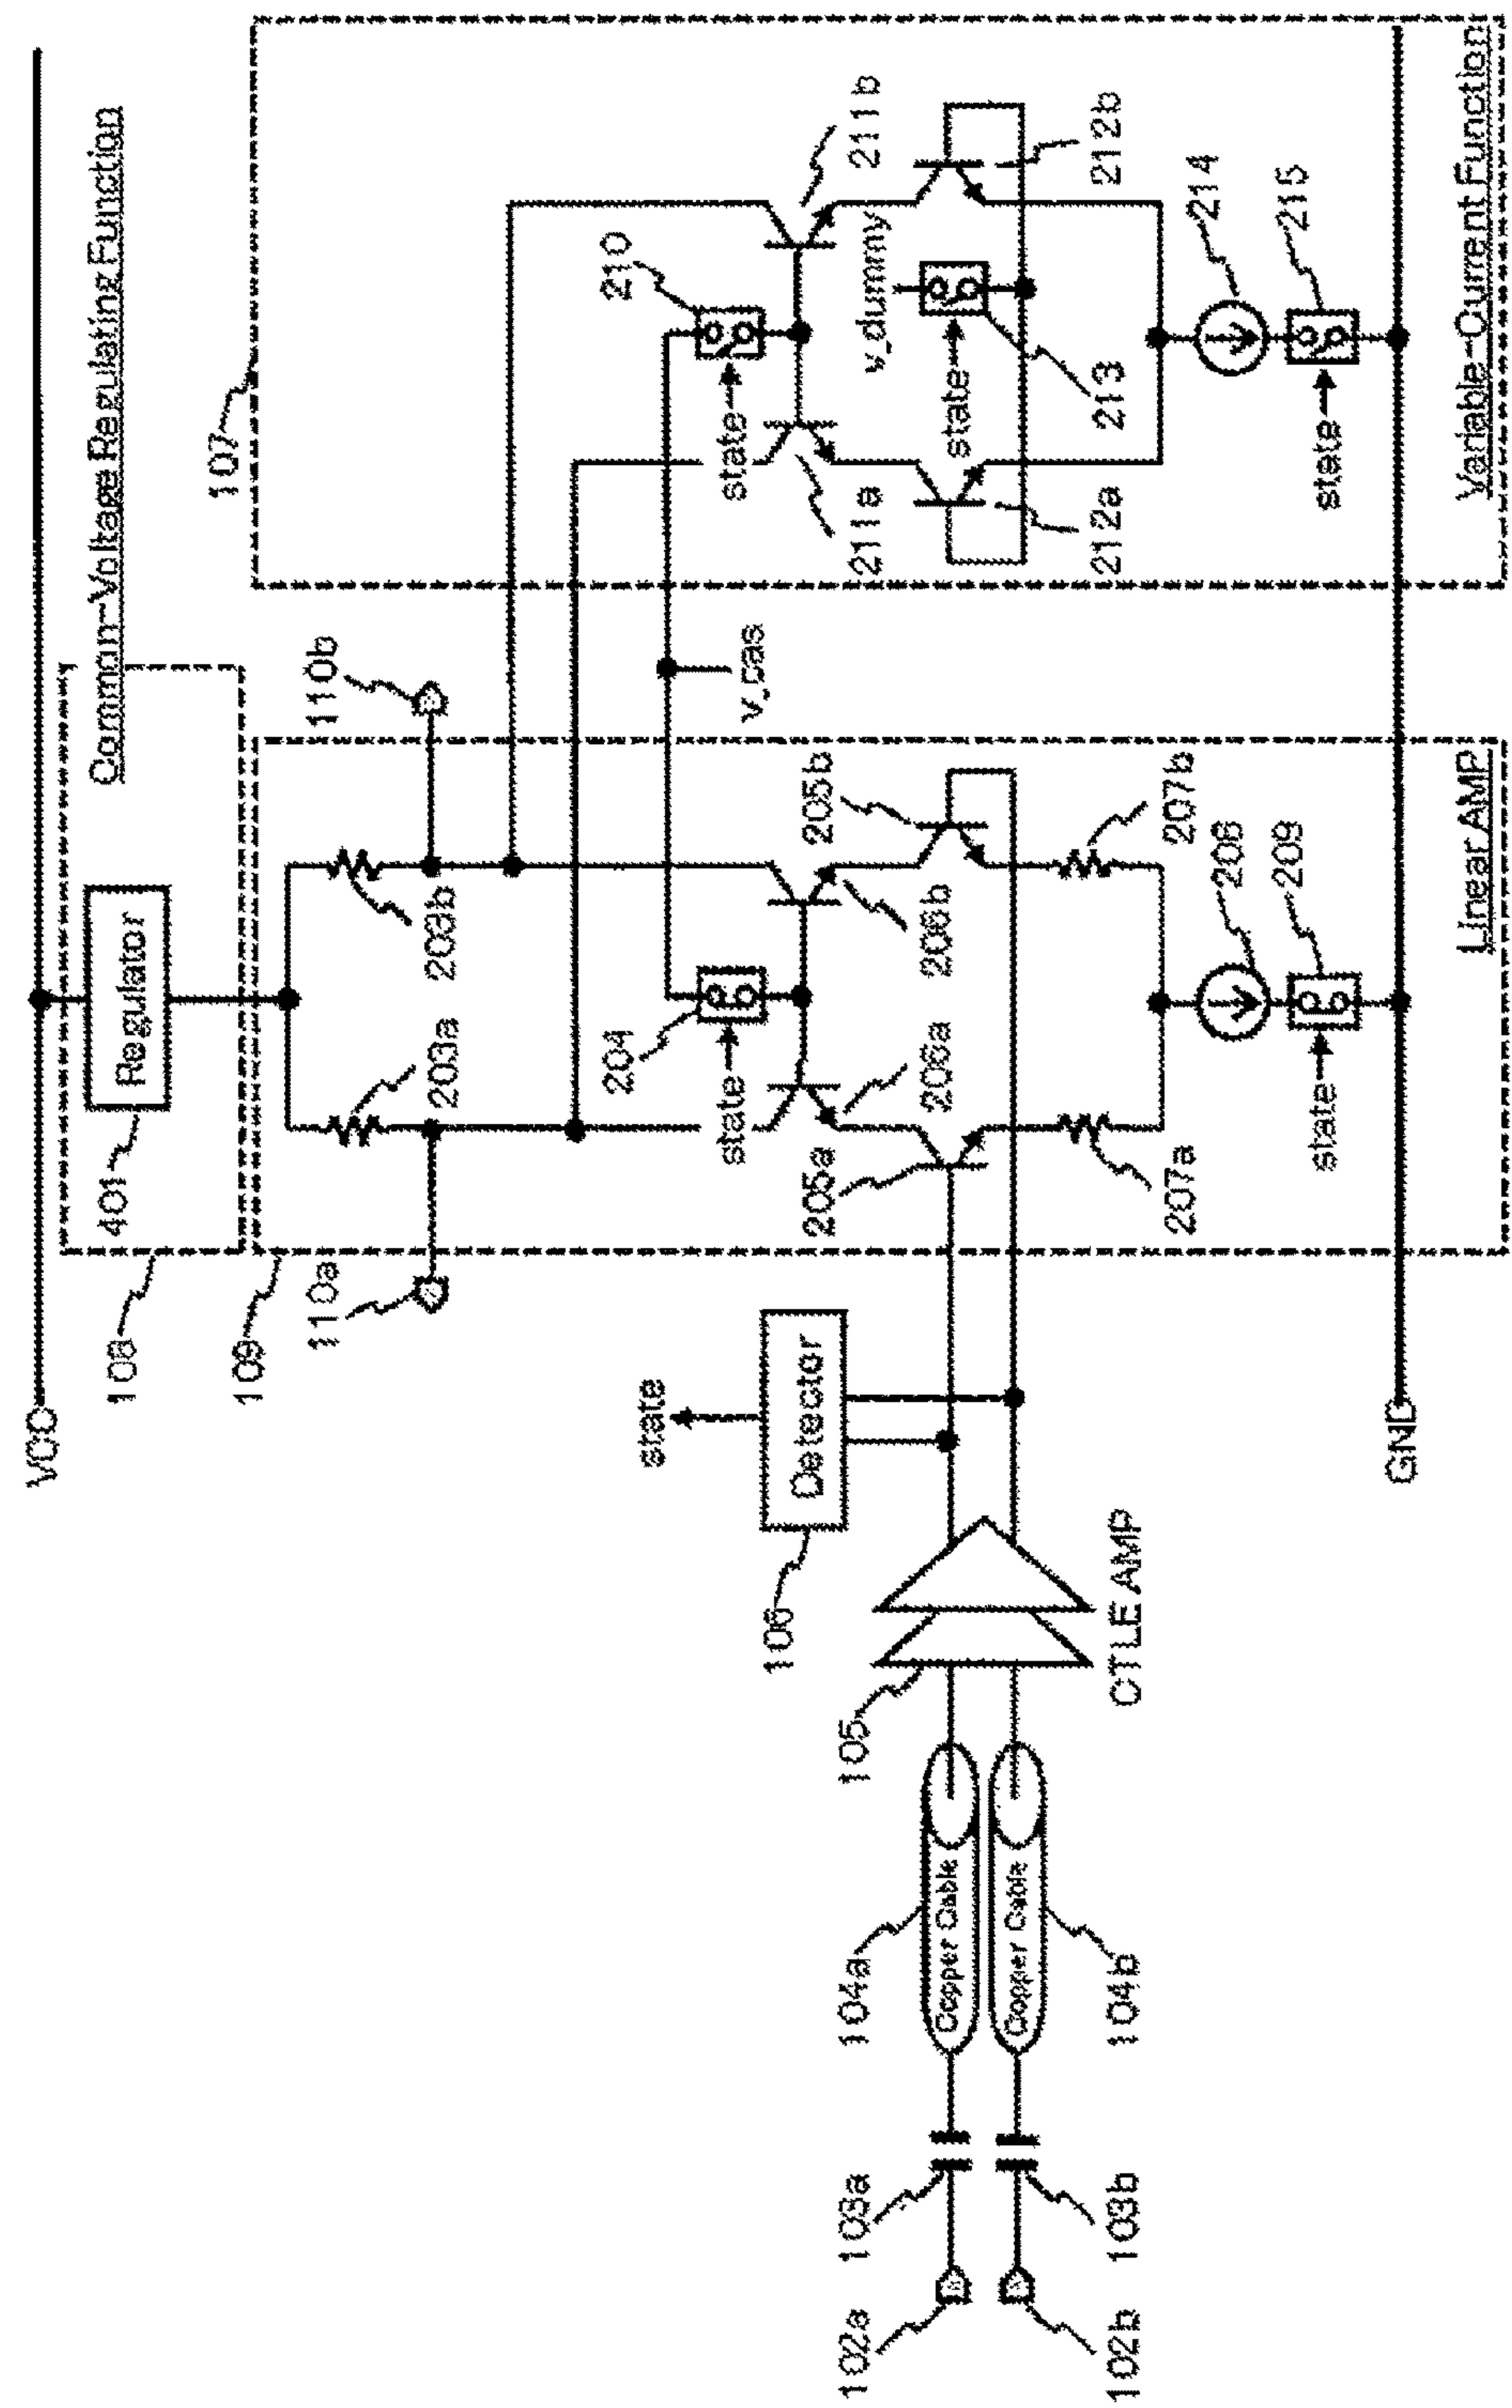 VCC
Common-Voltage Regulating Function
108
401
Regulator
107
109
110a
203a
203b
110b
state
204
state
v_cas
210
state
106
Detector
205a
206a
206b
205b
211a
211b
v_dummy
state
213
105
CTLE AMP
102a
103a
104a
Copper Cable
Copper Cable
102b
103b
104b
207a
207b
212a
212b
208
214
state
209
state
215
GND
Linear AMP
Variable-Current Function